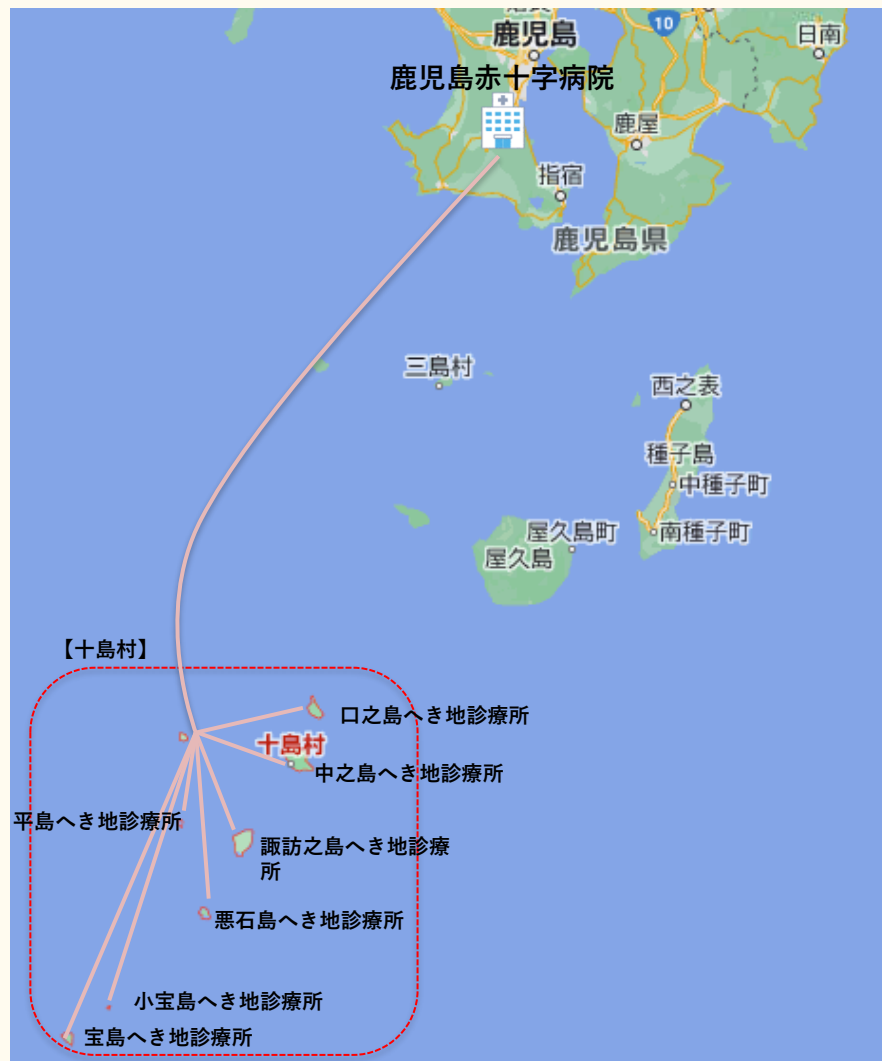 鹿児島
10
日南
鹿児島赤十字病院
鹿屋
指宿
鹿児島県
三島村
西之表
種子島
中種子町
屋久島町
南種子町
屋久島
【十島村】
口之島へき地診療所
十島村
中之島へき地診療所
平島へき地診療所
諏訪之島へき地診療
所
悪石島へき地診療所
小宝島へき地診療所
宝島へき地診療所